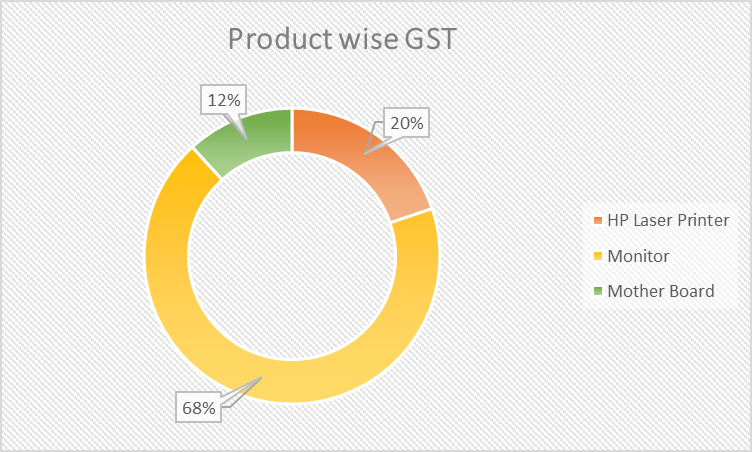 Product wise GST
12%
20%
HP Laser Printer
Monitor
Mother Board
68%